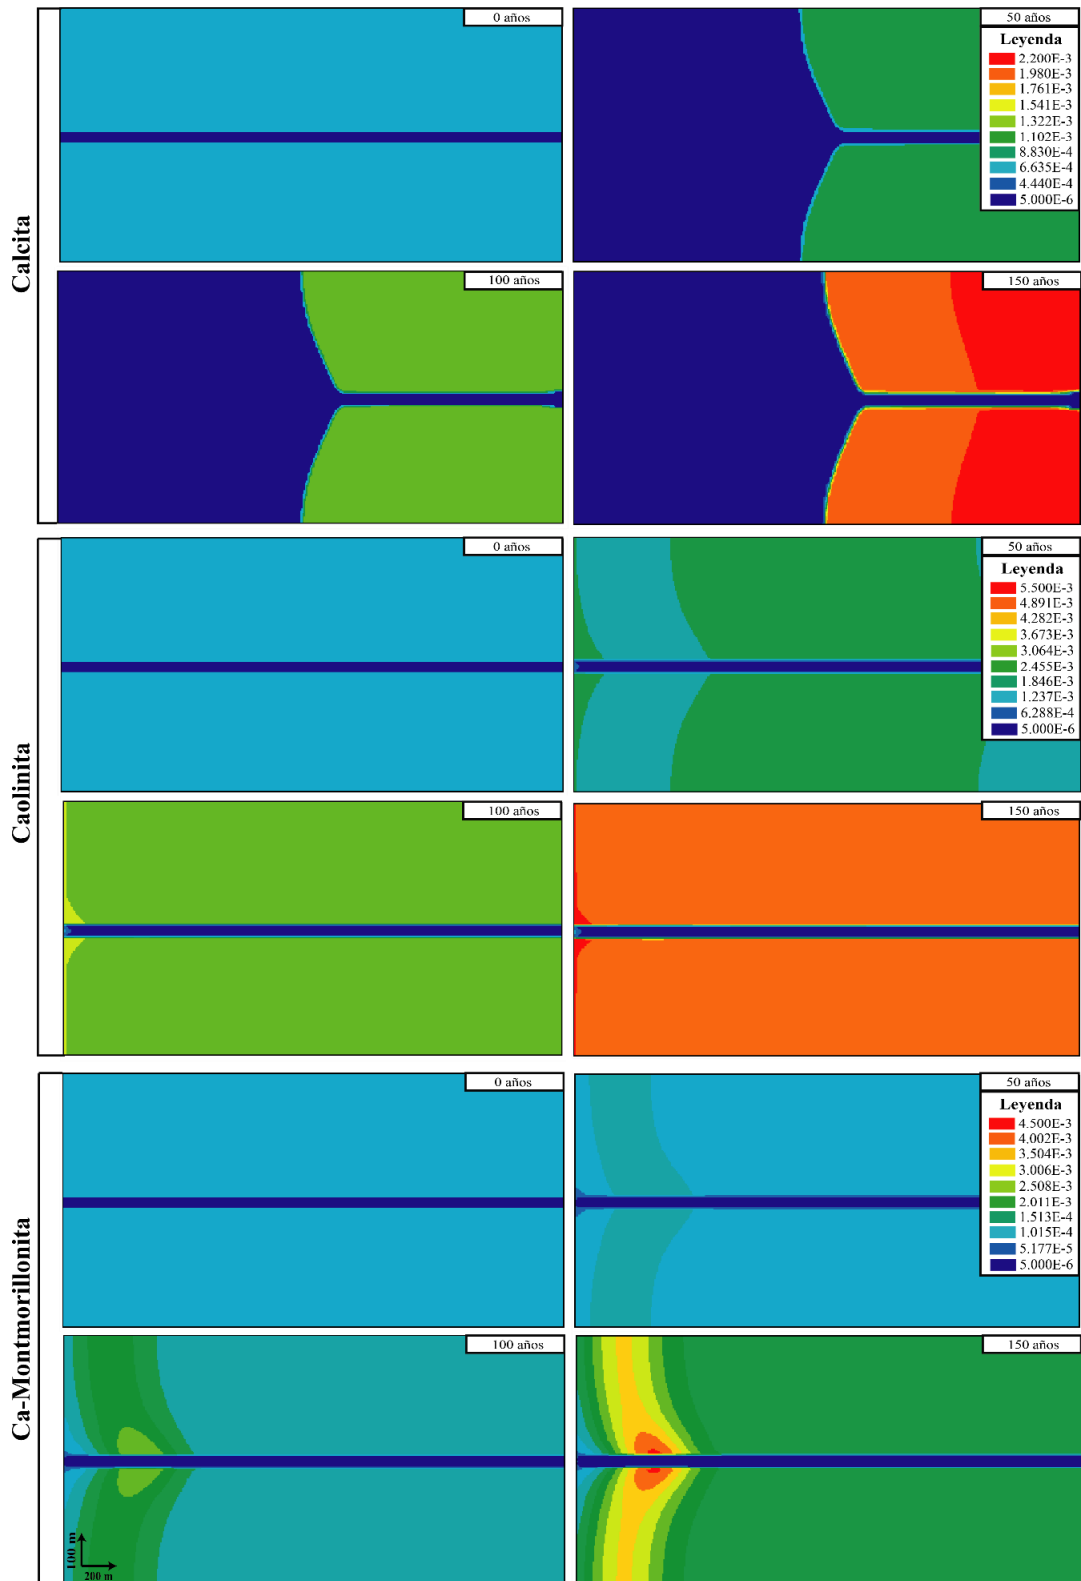 Calcita
0 años
50 años
Leyenda
2.200E-3
1.980E-3
1.761E-3
1.541E-3
1.322E-3
1.102E-3
8.830E-4
6.635E-4
4.440E-4
5.000E-6
100 años
150 años
Caolinita
0 años
50 años
Leyenda
5.500E-3
4.891E-3
4.282E-3
3.673E-3
3.064E-3
2.455E-3
1.846E-3
1.237E-3
6.288E-4
5.000E-6
100 años
150 años
Ca-Montmorillonita
0 años
50 años
Leyenda
4.500E-3
4.002E-3
3.504E-3
3.006E-3
2.508E-3
2.011E-3
1.513E-4
1.015E-4
5.177E-5
5.000E-6
100 años
150 años
100 m
200 m